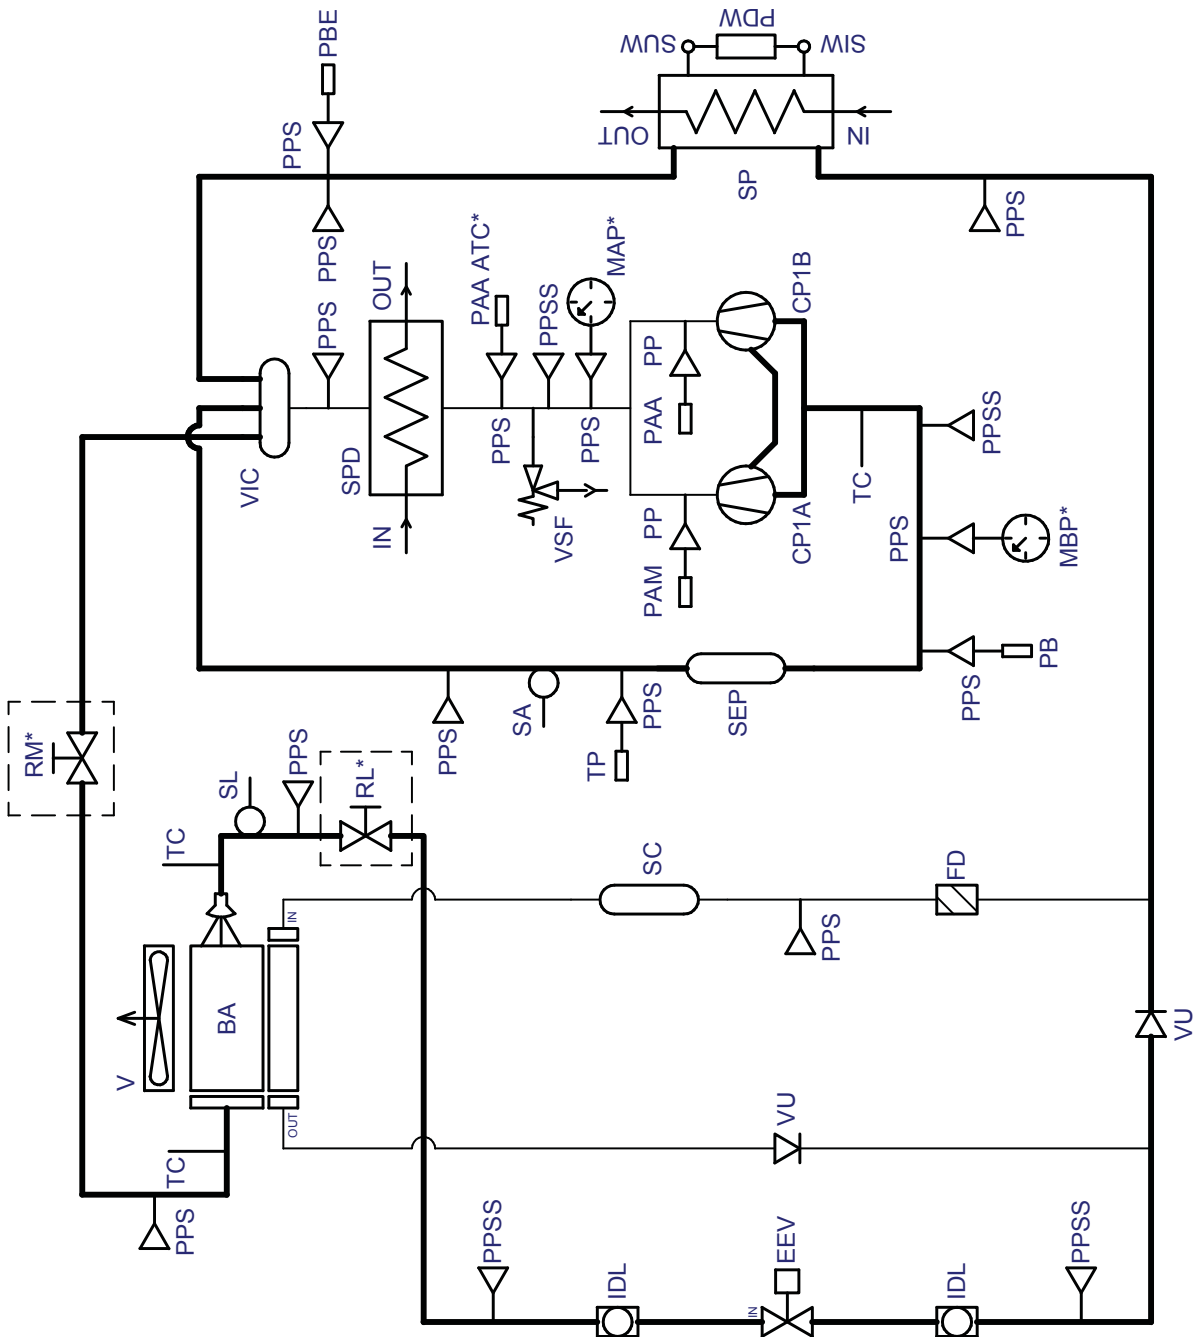 PBE
PPS
PPS
PPS
OUT
PAA ATC*
PPSS
MAP*
PDW
SUW
SIW
OUT
IN
SP
PPS
VIC
SPD
IN
PPS
PPS
VSF
PP
PAA
CP1B
PP
PAM
CP1A
TC
PPSS
PPS
MBP*
PPS
PB
PPS
SA
PPS
TP
SEP
RM*
SL
PPS
RL*
TC
SC
FD
PPS
IN
BA
V
OUT
TC
PPS
VU
VU
PPSS
IDL
IN
EEV
IDL
PPSS